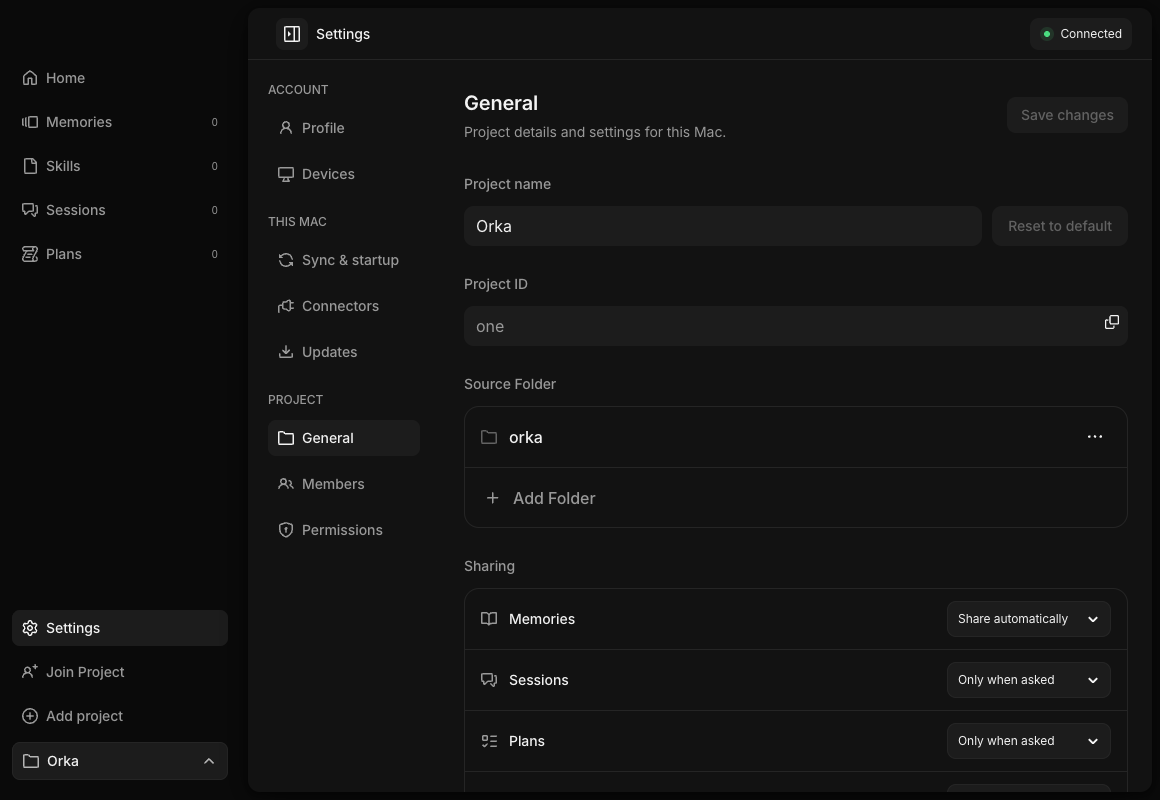 Settings
Connected
Home
Memories 0
Skills 0
Sessions 0
Plans 0
Settings
Join Project
Add project
Orka
ACCOUNT
Profile
Devices
THIS MAC
Sync & startup
Connectors
Updates
PROJECT
General
Members
Permissions
General
Project details and settings for this Mac.
Save changes
Project name
Orka
Reset to default
Project ID
one
Source Folder
orka
Add Folder
Sharing
Memories Share automatically
Sessions Only when asked
Plans Only when asked